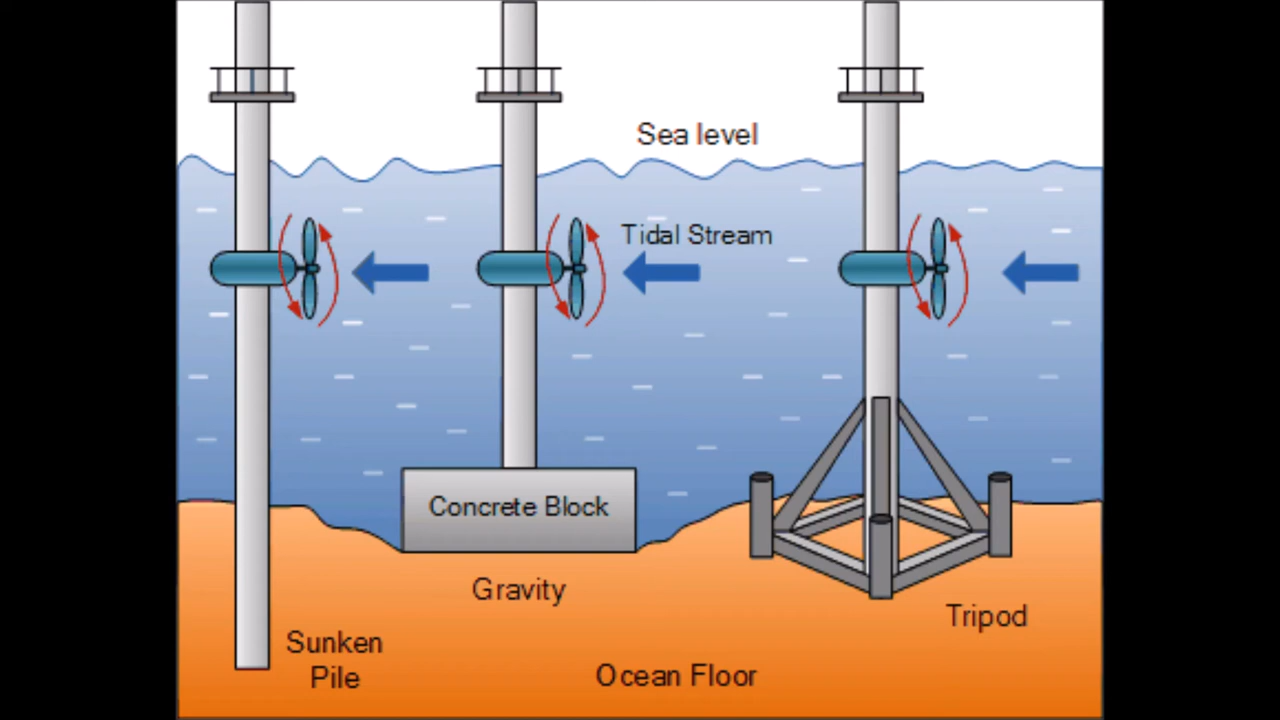 Sea level
Tidal Stream
Concrete Block
Gravity
Tripod
Sunken
Pile
Ocean Floor